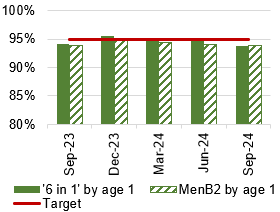 100%
95%
90%
85%
80%
Sep-23
Dec-23
Mar-24
Jun-24
Sep-24
'6 in 1' by age 1
MenB2 by age 1
Target